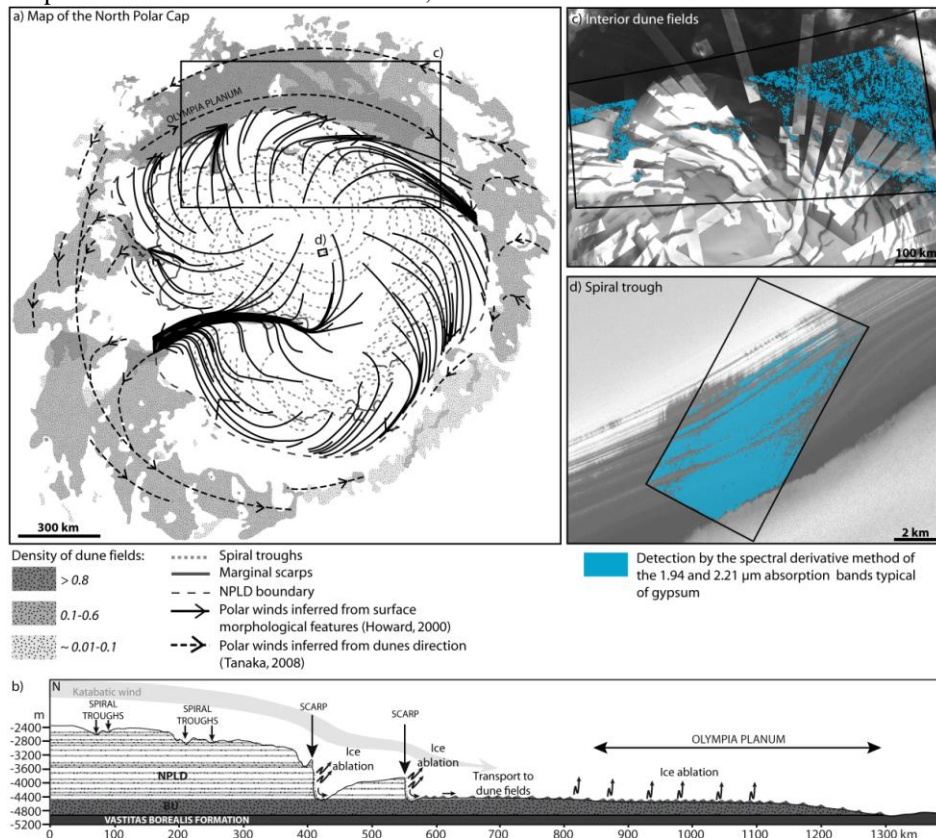 a) Map of the North Polar Cap
c)
OLYMPIA PLANUM
d)
300 km
c) Interior dune fields
100 km
d) Spiral trough
2 km
Density of dune fields:
> 0.8
0.1-0.6
~ 0.01-0.1
Spiral troughs
Marginal scarps
NPLD boundary
Polar winds inferred from surface
morphological features (Howard, 2000)
Polar winds inferred from dunes direction
(Tanaka, 2008)
Detection by the spectral derivative method of
the 1.94 and 2.21 µm absorption bands typical
of gypsum
b)
N
Katabatic wind
m
SPIRAL
TROUGHS
SPIRAL
TROUGHS
SCARP
SCARP
Ice
ablation
Ice
ablation
Transport to
dune fields
OLYMPIA PLANUM
Ice ablation
NPLD
BU
VASTITAS BOREALIS FORMATION
-2400
-2800
-3200
-3600
-4000
-4400
-4800
-5200
0 100 200 300 400 500 600 700 800 900 1000 1100 1200 1300 km